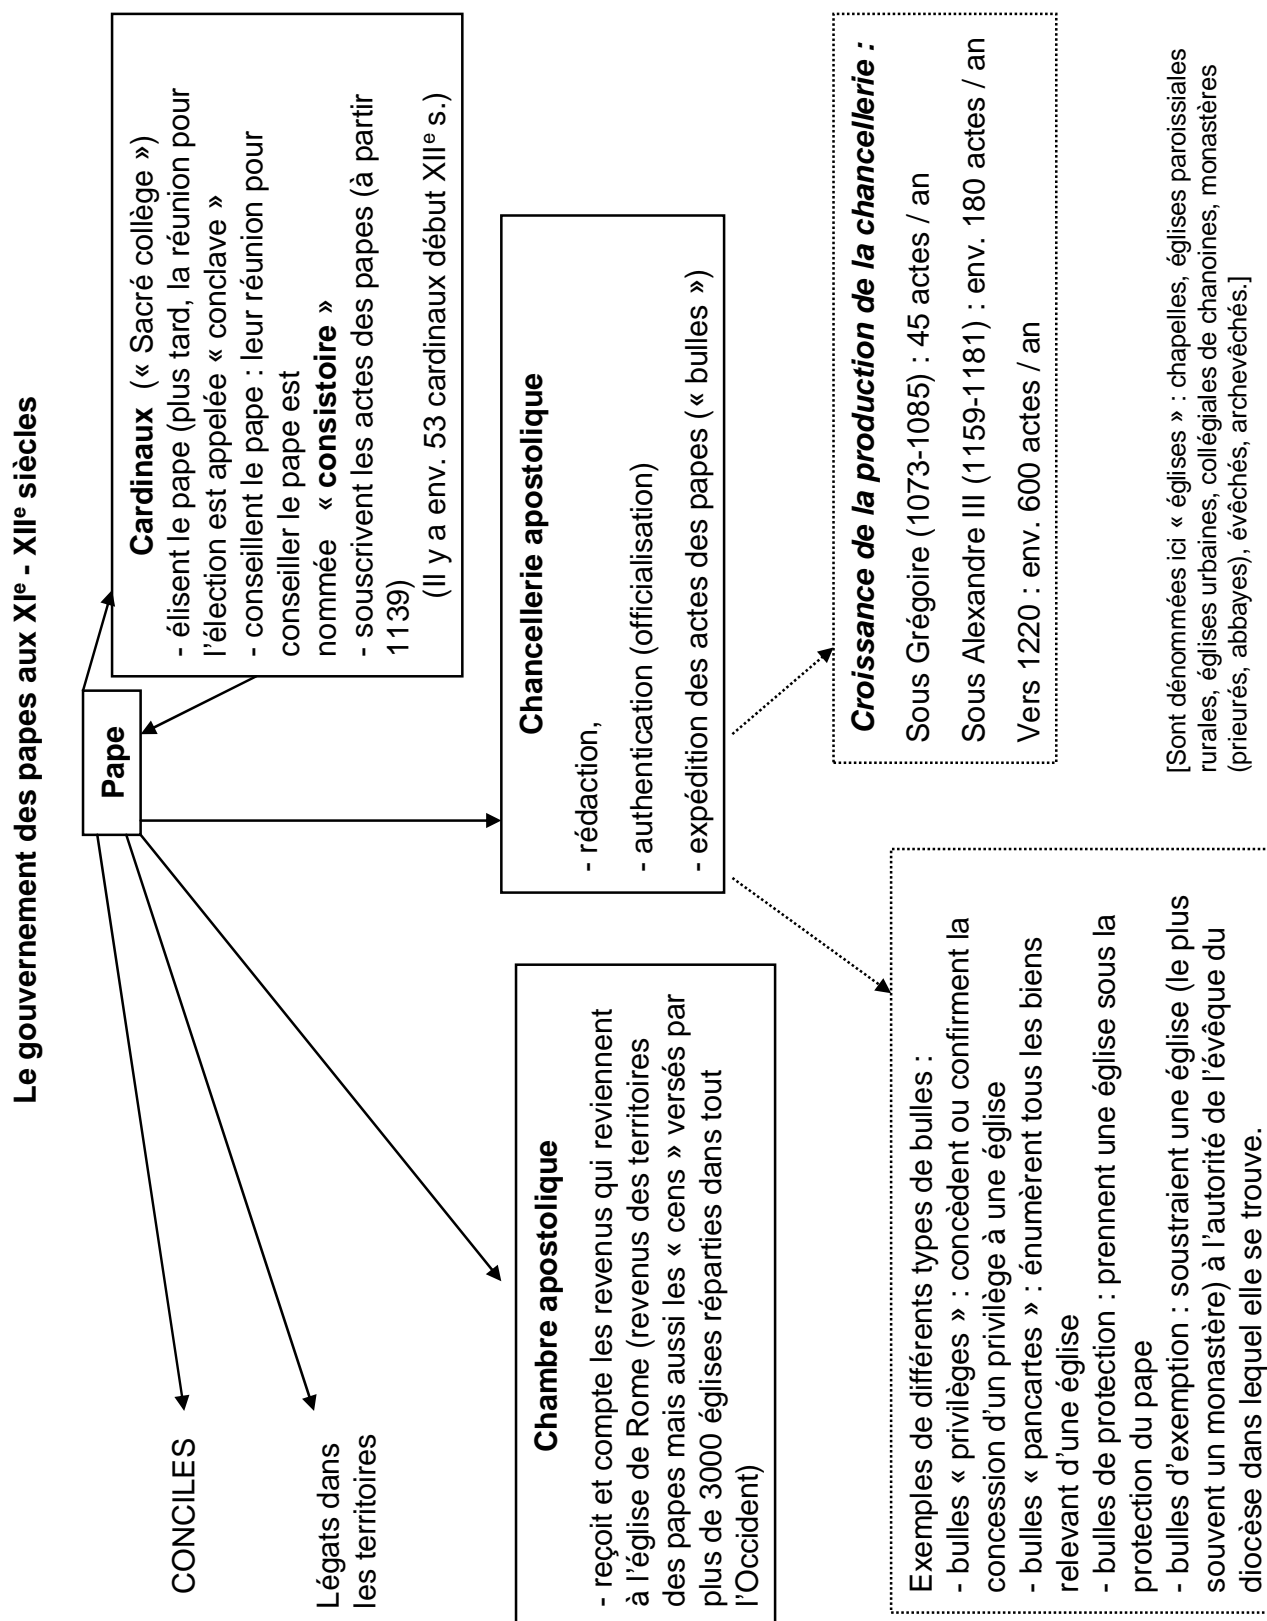 Le gouvernement des papes aux XIe - XIIe siècles
Pape
CONCILES
Légats dans
les territoires
Cardinaux (« Sacré collège »)
- élisent le pape (plus tard, la réunion pour
l'élection est appelée « conclave »
- conseillent le pape : leur réunion pour
conseiller le pape est
nommée « consistoire »
- souscrivent les actes des papes (à partir
1139)
(Il y a env. 53 cardinaux début XIIe s.)
Chambre apostolique
- reçoit et compte les revenus qui reviennent
à l'église de Rome (revenus des territoires
des papes mais aussi les « cens » versés par
plus de 3000 églises réparties dans tout
l'Occident)
Chancellerie apostolique
- rédaction,
- authentication (officialisation)
- expédition des actes des papes (« bulles »)
Exemples de différents types de bulles :
- bulles « privilèges » : concèdent ou confirment la
concession d'un privilège à une église
- bulles « pancartes » : énumèrent tous les biens
relevant d'une église
- bulles de protection : prennent une église sous la
protection du pape
- bulles d'exemption : soustraient une église (le plus
souvent un monastère) à l'autorité de l'évêque du
diocèse dans lequel elle se trouve.
Croissance de la production de la chancellerie :
Sous Grégoire (1073-1085) : 45 actes / an
Sous Alexandre III (1159-1181) : env. 180 actes / an
Vers 1220 : env. 600 actes / an
[Sont dénommées ici « églises » : chapelles, églises paroissiales
rurales, églises urbaines, collégiales de chanoines, monastères
(prieurés, abbayes), évêchés, archevêchés.]